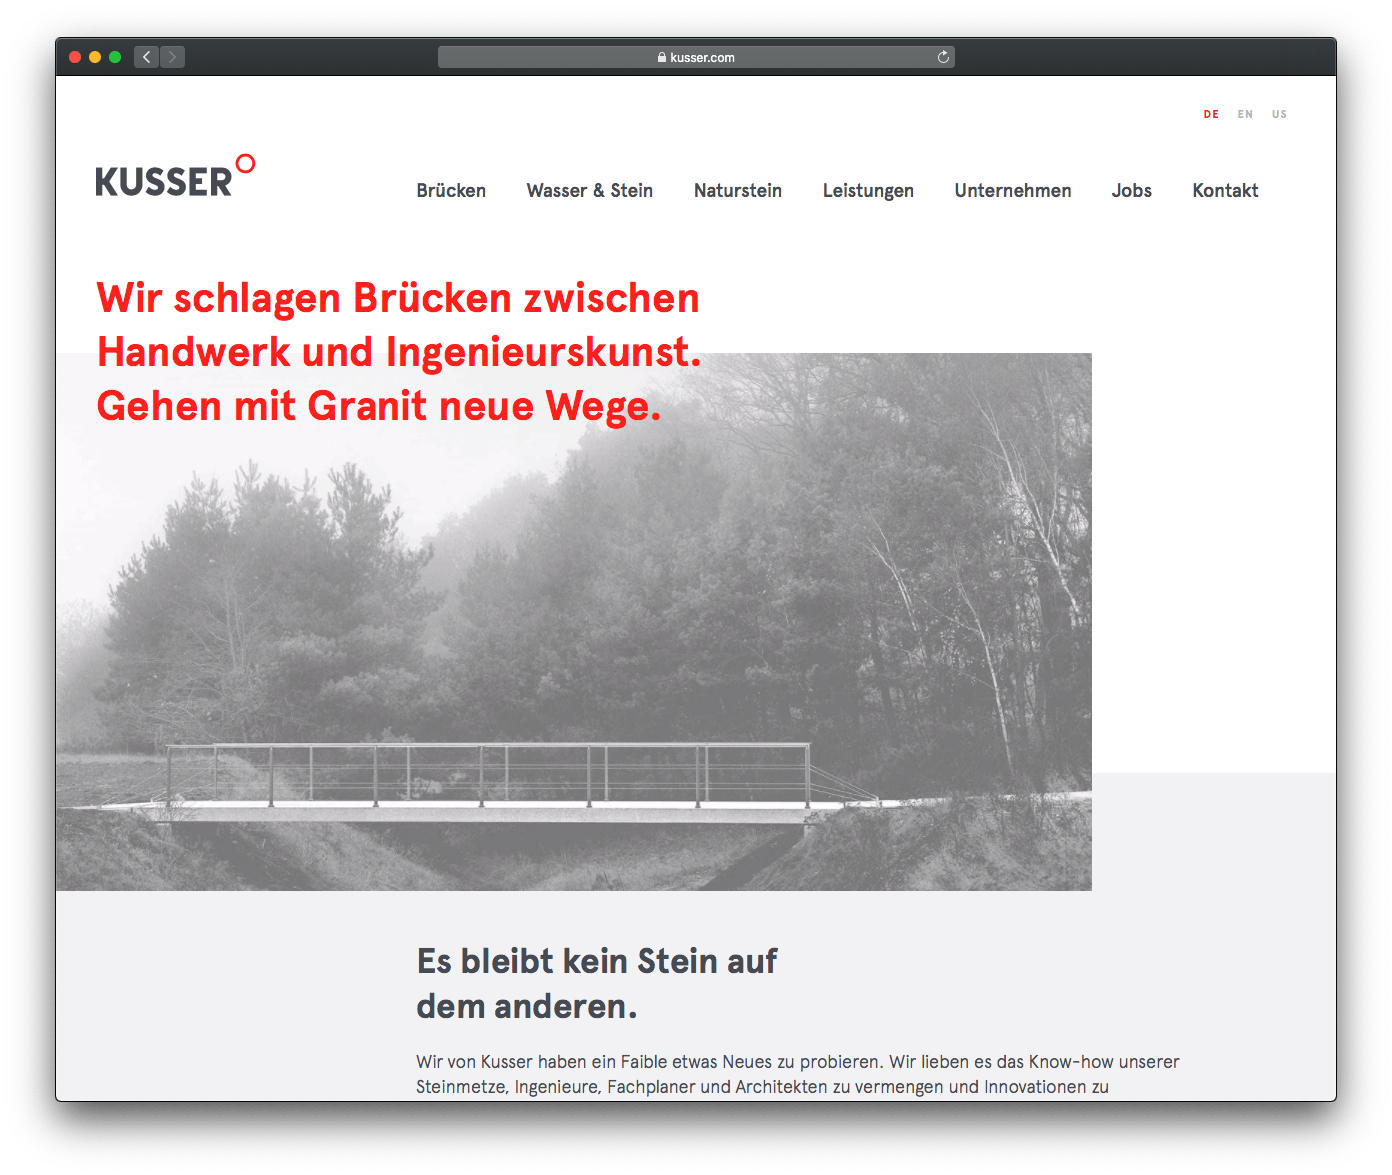 kusser.com
DE EN US
KUSSER
Brücken Wasser & Stein Naturstein Leistungen Unternehmen Jobs Kontakt
Wir schlagen Brücken zwischen
Handwerk und Ingenieurskunst.
Gehen mit Granit neue Wege.
Es bleibt kein Stein auf
dem anderen.
Wir von Kusser haben ein Faible etwas Neues zu probieren. Wir lieben es das Know-how unserer
Steinmetze, Ingenieure, Fachplaner und Architekten zu vermengen und Innovationen zu